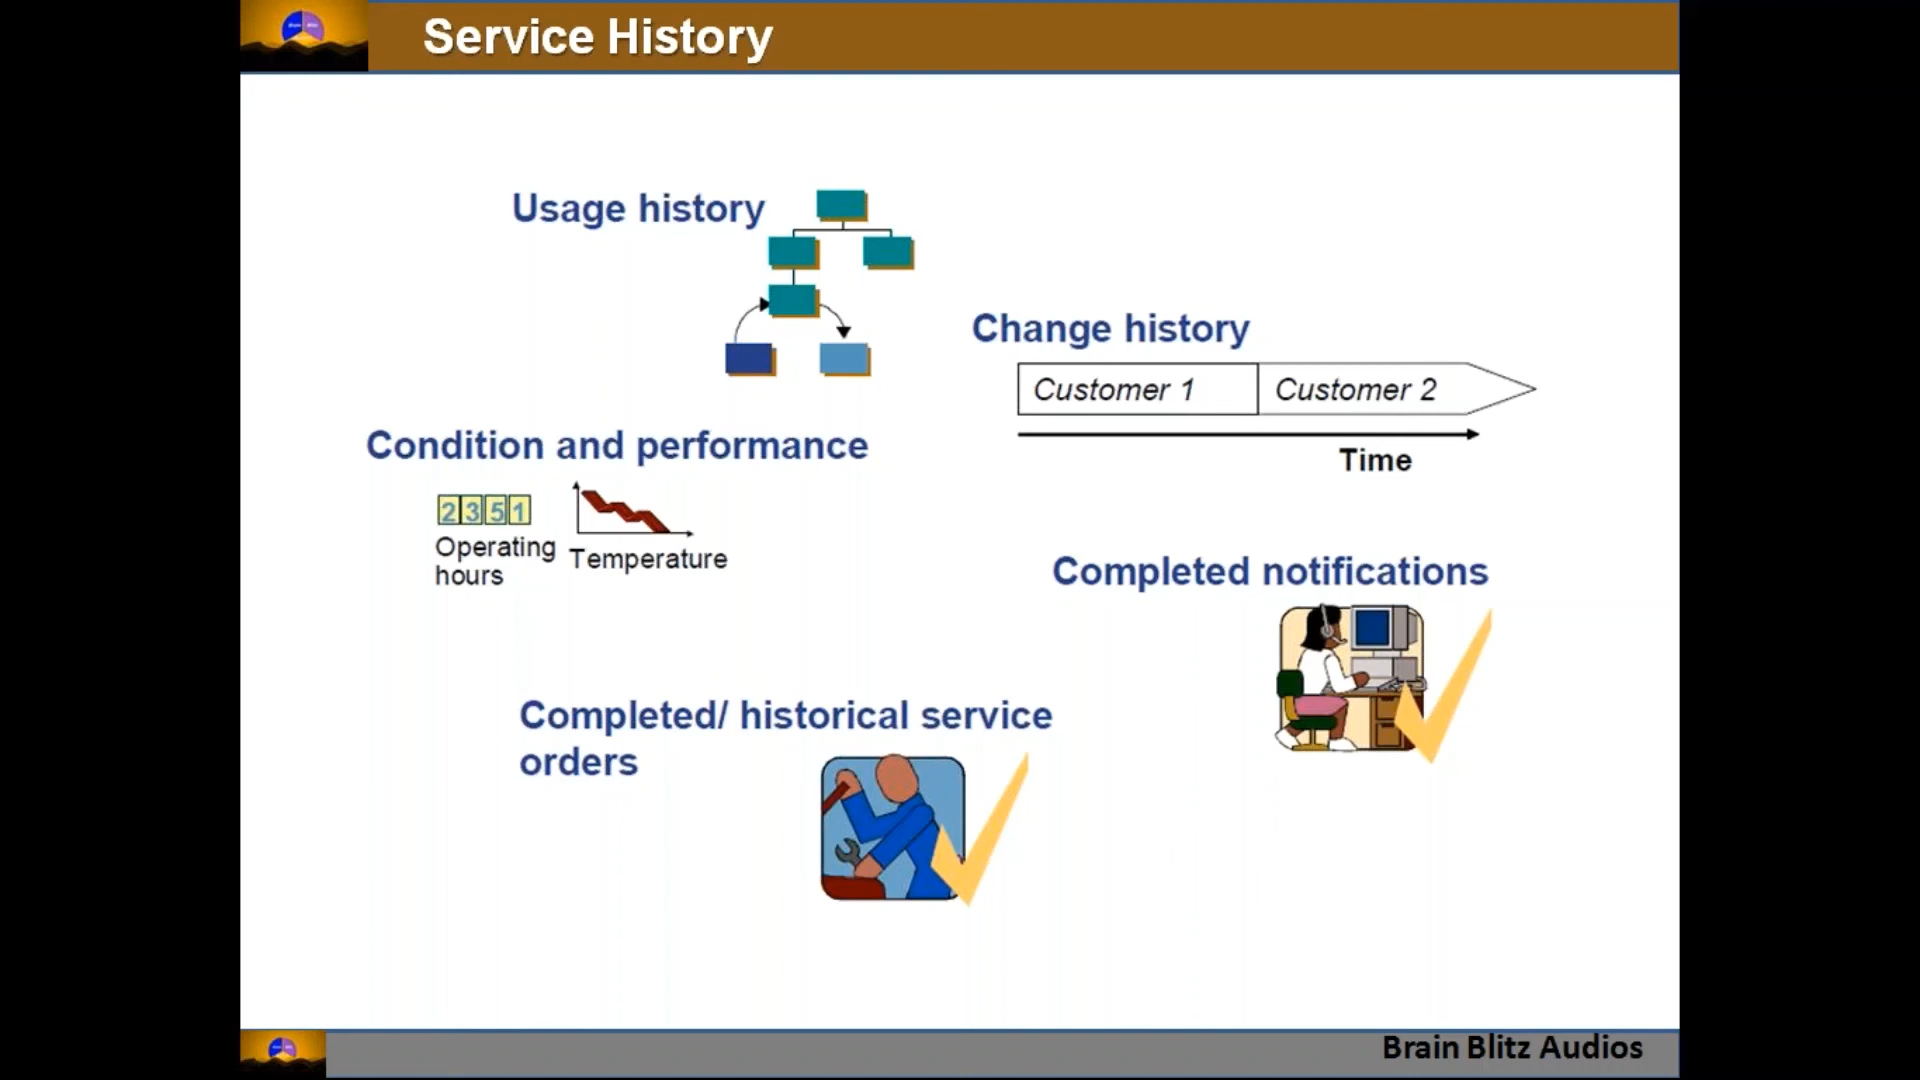 Service History
Usage history
Change history
Customer 1
Customer 2
Time
Condition and performance
2351
Operating
hours
Temperature
Completed notifications
Completed/ historical service
orders
Brain Blitz Audios